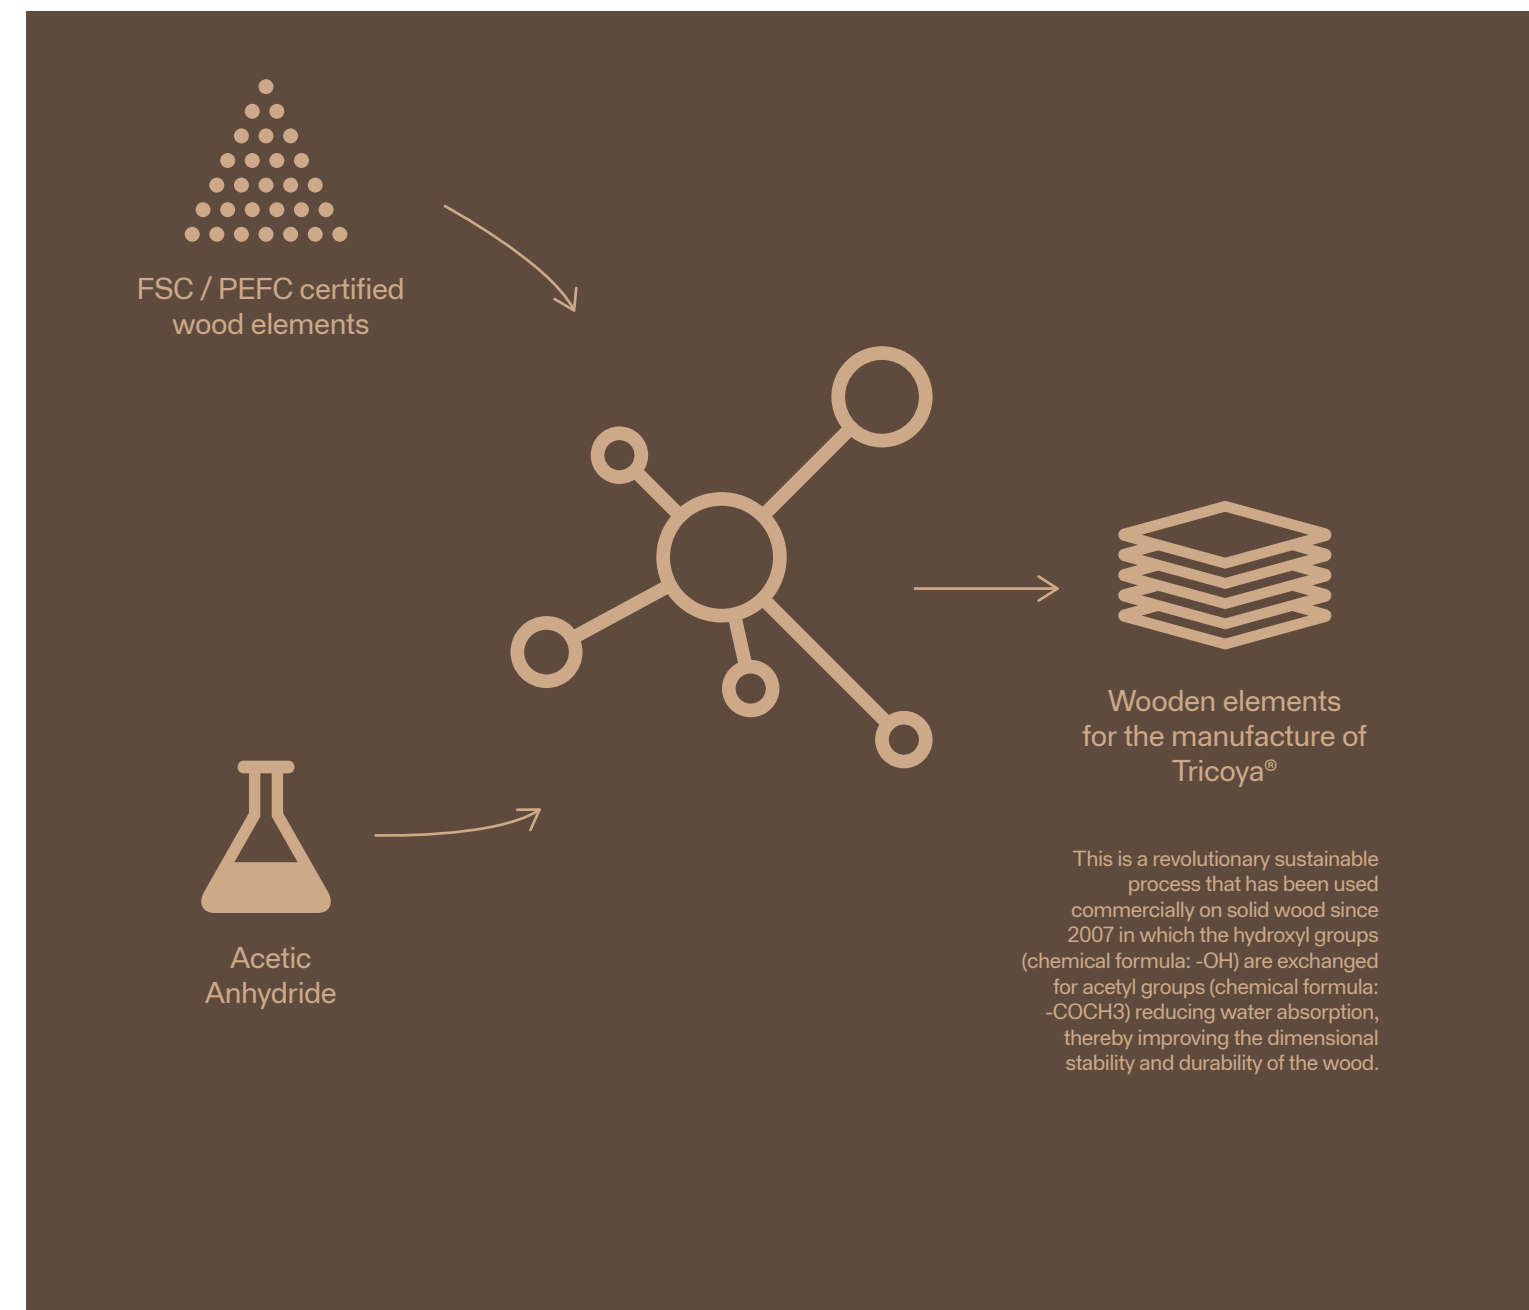 FSC / PEFC certified
wood elements
Wooden elements
for the manufacture of
Tricoya®
Acetic
Anhydride
This is a revolutionary sustainable
process that has been used
commercially on solid wood since
2007 in which the hydroxyl groups
(chemical formula: -OH) are exchanged
for acetyl groups (chemical formula:
-COCH3) reducing water absorption,
thereby improving the dimensional
stability and durability of the wood.